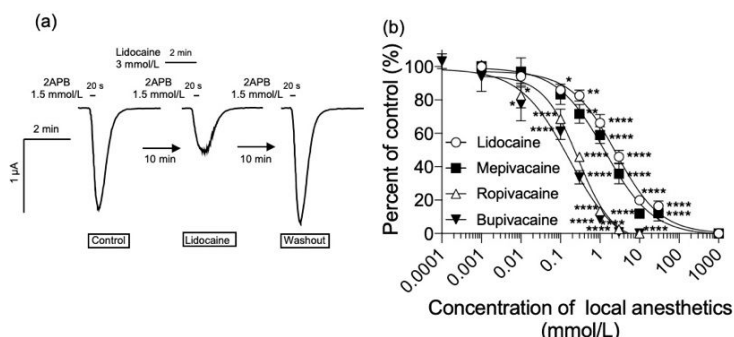 (a)
Lidocaine 2 min
3 mmol/L
2APB 20 s 2APB 20 s 2APB 20 s
1.5 mmol/L 1.5 mmol/L 1.5 mmol/L
2 min
1 µA
10 min 10 min
Control Lidocaine Washout
(b)
Percent of control (%)
100
80
60
40
20
0
Lidocaine
Mepivacaine
Ropivacaine
Bupivacaine
0.0001 0.001 0.01 0.1 1 10 100 1000
Concentration of local anesthetics
(mmol/L)